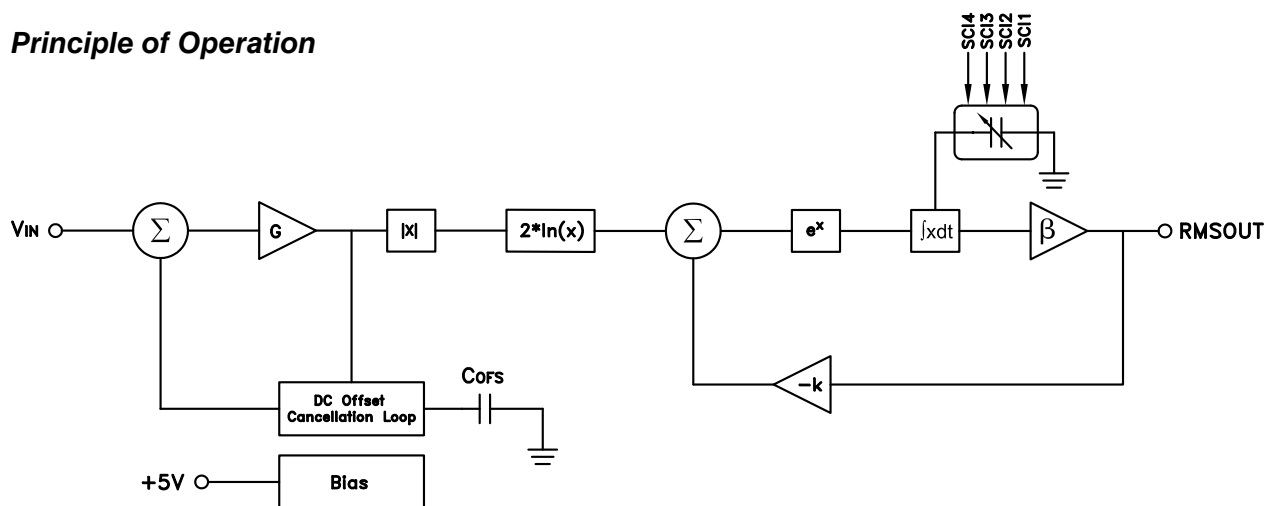 Principle of Operation
SCI4
SCI3
SCI2
SCI1
VIN
Σ
G
|x|
2*ln(x)
Σ
e^x
∫xdt
β
RMSOUT
-k
COFS
DC Offset
Cancellation Loop
+5V
Bias